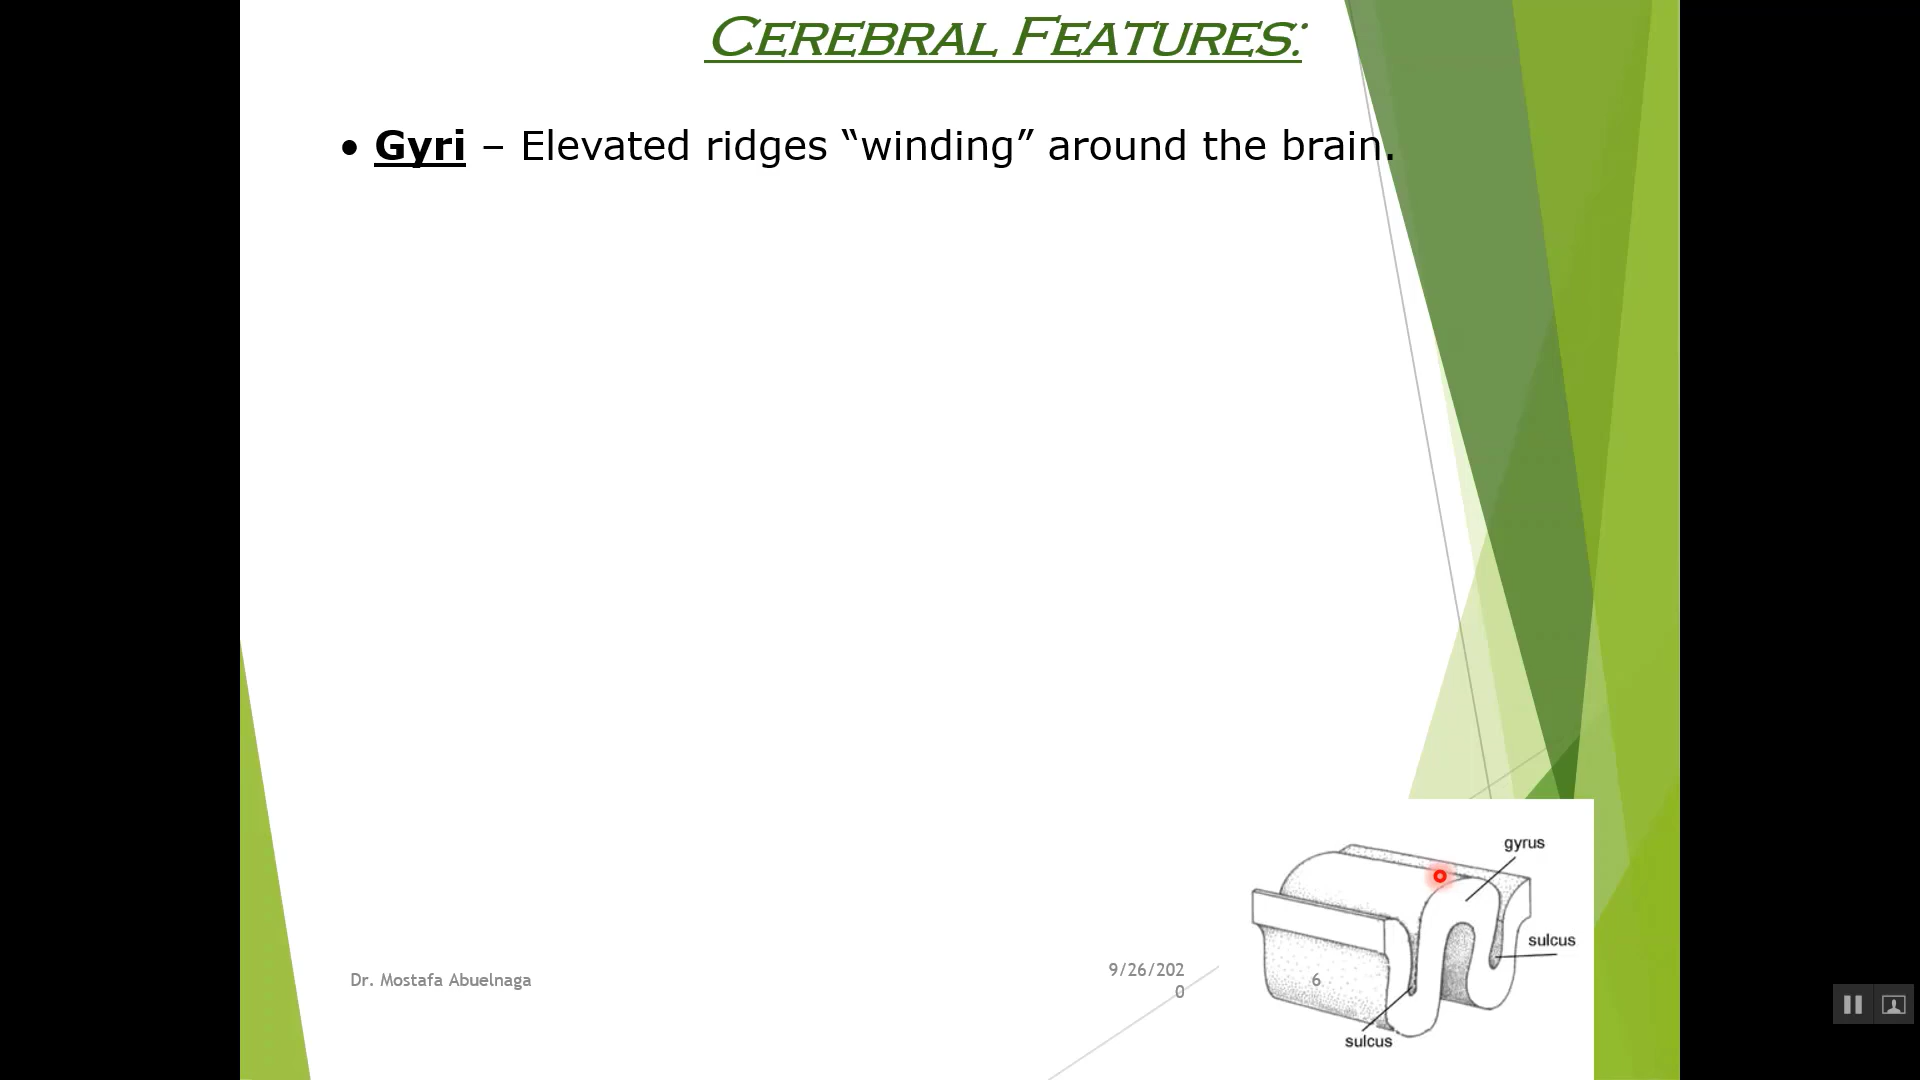 Cerebral Features:
• Gyri – Elevated ridges “winding” around the brain.
gyrus
sulcus
sulcus
Dr. Mostafa Abuelnaga
9/26/202
0
6